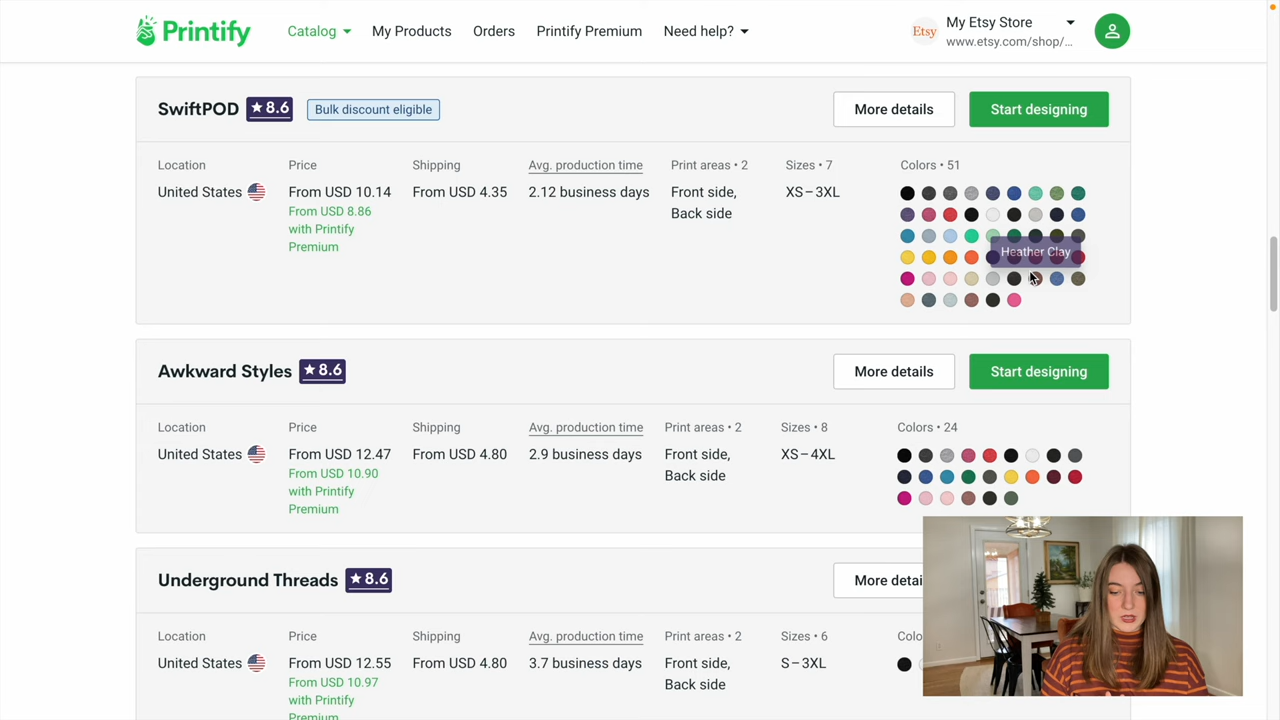 Printify
Catalog
My Products
Orders
Printify Premium
Need help?
Etsy
My Etsy Store
www.etsy.com/shop/...
SwiftPOD
★ 8.6
Bulk discount eligible
More details
Start designing
Location
Price
Shipping
Avg. production time
Print areas • 2
Sizes • 7
Colors • 51
United States
From USD 10.14
From USD 4.35
2.12 business days
Front side,
XS–3XL
From USD 8.86
Back side
with Printify
Premium
Heather Clay
Awkward Styles
★ 8.6
More details
Start designing
Location
Price
Shipping
Avg. production time
Print areas • 2
Sizes • 8
Colors • 24
United States
From USD 12.47
From USD 4.80
2.9 business days
Front side,
XS–4XL
From USD 10.90
Back side
with Printify
Premium
Underground Threads
★ 8.6
More detai
Location
Price
Shipping
Avg. production time
Print areas • 2
Sizes • 6
Colo
United States
From USD 12.55
From USD 4.80
3.7 business days
Front side,
S–3XL
From USD 10.97
Back side
with Printify
Premium